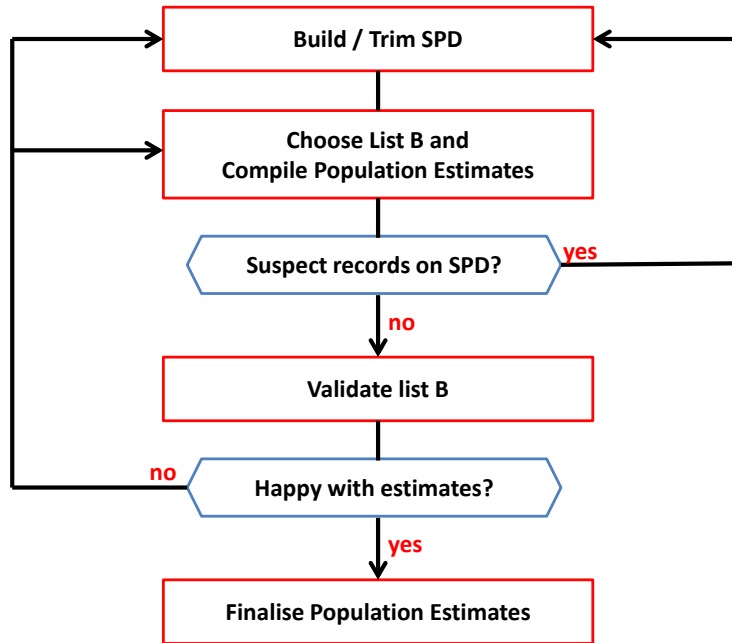 Build / Trim SPD
Choose List B and
Compile Population Estimates
Suspect records on SPD?
yes
no
Validate list B
no
Happy with estimates?
yes
Finalise Population Estimates